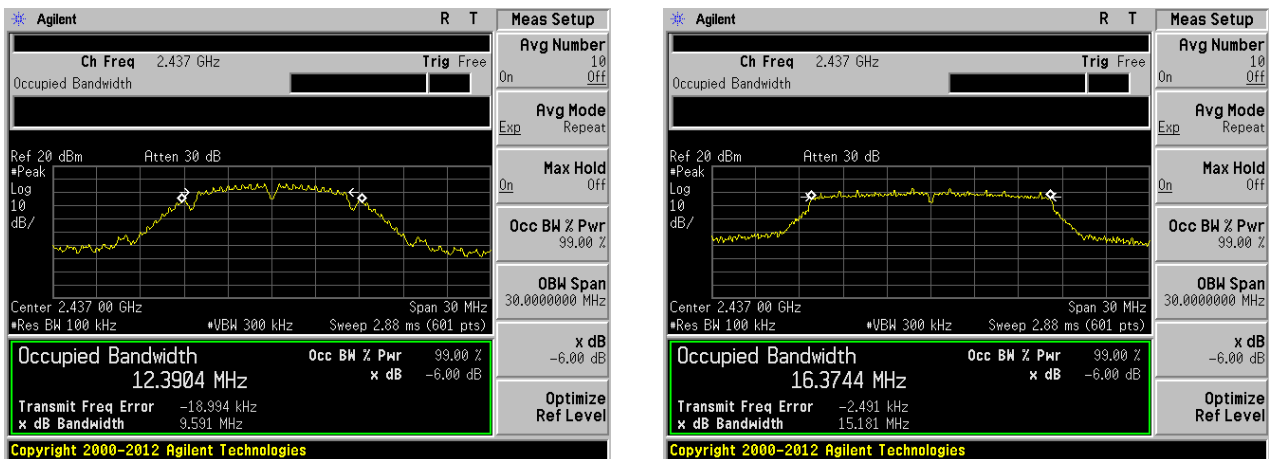 Agilent R T Meas Setup
Ch Freq 2.437 GHz Trig Free
Occupied Bandwidth
Avg Number
10
On Off
Avg Mode
Exp Repeat
Max Hold
On Off
Occ BW % Pwr
99.00 %
OBW Span
30.0000000 MHz
x dB
-6.00 dB
Optimize
Ref Level
Ref 20 dBm Atten 30 dB
#Peak
Log
10
dB/
Center 2.437 00 GHz Span 30 MHz
#Res BW 100 kHz #VBW 300 kHz Sweep 2.88 ms (601 pts)
Occupied Bandwidth Occ BW % Pwr 99.00 %
12.3904 MHz x dB -6.00 dB
Transmit Freq Error -18.994 kHz
x dB Bandwidth 9.591 MHz
Copyright 2000-2012 Agilent Technologies
Agilent R T Meas Setup
Ch Freq 2.437 GHz Trig Free
Occupied Bandwidth
Avg Number
10
On Off
Avg Mode
Exp Repeat
Max Hold
On Off
Occ BW % Pwr
99.00 %
OBW Span
30.0000000 MHz
x dB
-6.00 dB
Optimize
Ref Level
Ref 20 dBm Atten 30 dB
#Peak
Log
10
dB/
Center 2.437 00 GHz Span 30 MHz
#Res BW 100 kHz #VBW 300 kHz Sweep 2.88 ms (601 pts)
Occupied Bandwidth Occ BW % Pwr 99.00 %
16.3744 MHz x dB -6.00 dB
Transmit Freq Error -2.491 kHz
x dB Bandwidth 15.181 MHz
Copyright 2000-2012 Agilent Technologies